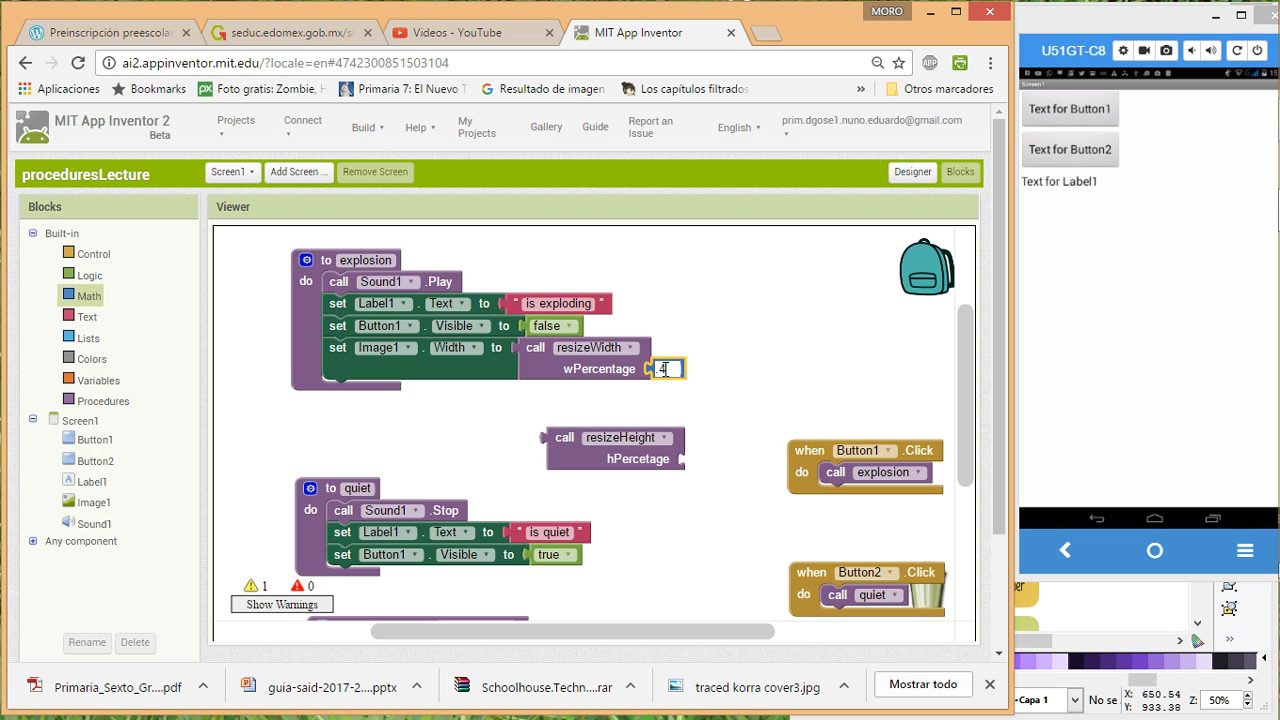 MORO
Preinscripción preescolar
seduc.edomex.gob.mx/si
Videos - YouTube
MIT App Inventor
ai2.appinventor.mit.edu/?locale=en#4742300851503104
ABP
Aplicaciones
Bookmarks
Foto gratis: Zombie, F
Primaria 7: El Nuevo T
Resultado de imagen
Los capítulos filtrados
»
Otros marcadores
MIT App Inventor 2
Beta
Projects
Connect
Build
Help
My Projects
Gallery
Guide
Report an Issue
English
prim.dgose1.nuno.eduardo@gmail.com
proceduresLecture
Screen1
Add Screen ...
Remove Screen
Designer
Blocks
Blocks
Viewer
Built-in
Control
Logic
Math
Text
Lists
Colors
Variables
Procedures
Screen1
Button1
Button2
Label1
Image1
Sound1
Any component
Rename
Delete
to explosion
do call Sound1 .Play
set Label1 . Text to " is exploding "
set Button1 . Visible to false
set Image1 . Width to call resizeWidth
wPercentage .4
call resizeHeight
hPercetage
to quiet
do call Sound1 .Stop
set Label1 . Text to " is quiet "
set Button1 . Visible to true
when Button1 .Click
do call explosion
when Button2 .Click
do call quiet
1
0
Show Warnings
Primaria_Sexto_Gr....pdf
guia-said-2017-2....pptx
Schoolhouse.Techn....rar
traced kobra cover3.jpg
Mostrar todo
U51GT-C8
Screen1
Text for Button1
Text for Button2
Text for Label1
»
Capa 1
No se
X: 650.54
Y: 933.38
Z: 50%